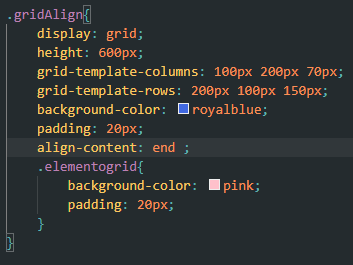 .gridAlign{
display: grid;
height: 600px;
grid-template-columns: 100px 200px 70px;
grid-template-rows: 200px 100px 150px;
background-color: royalblue;
padding: 20px;
align-content: end ;
.elementogrid{
background-color: pink;
padding: 20px;
}
}